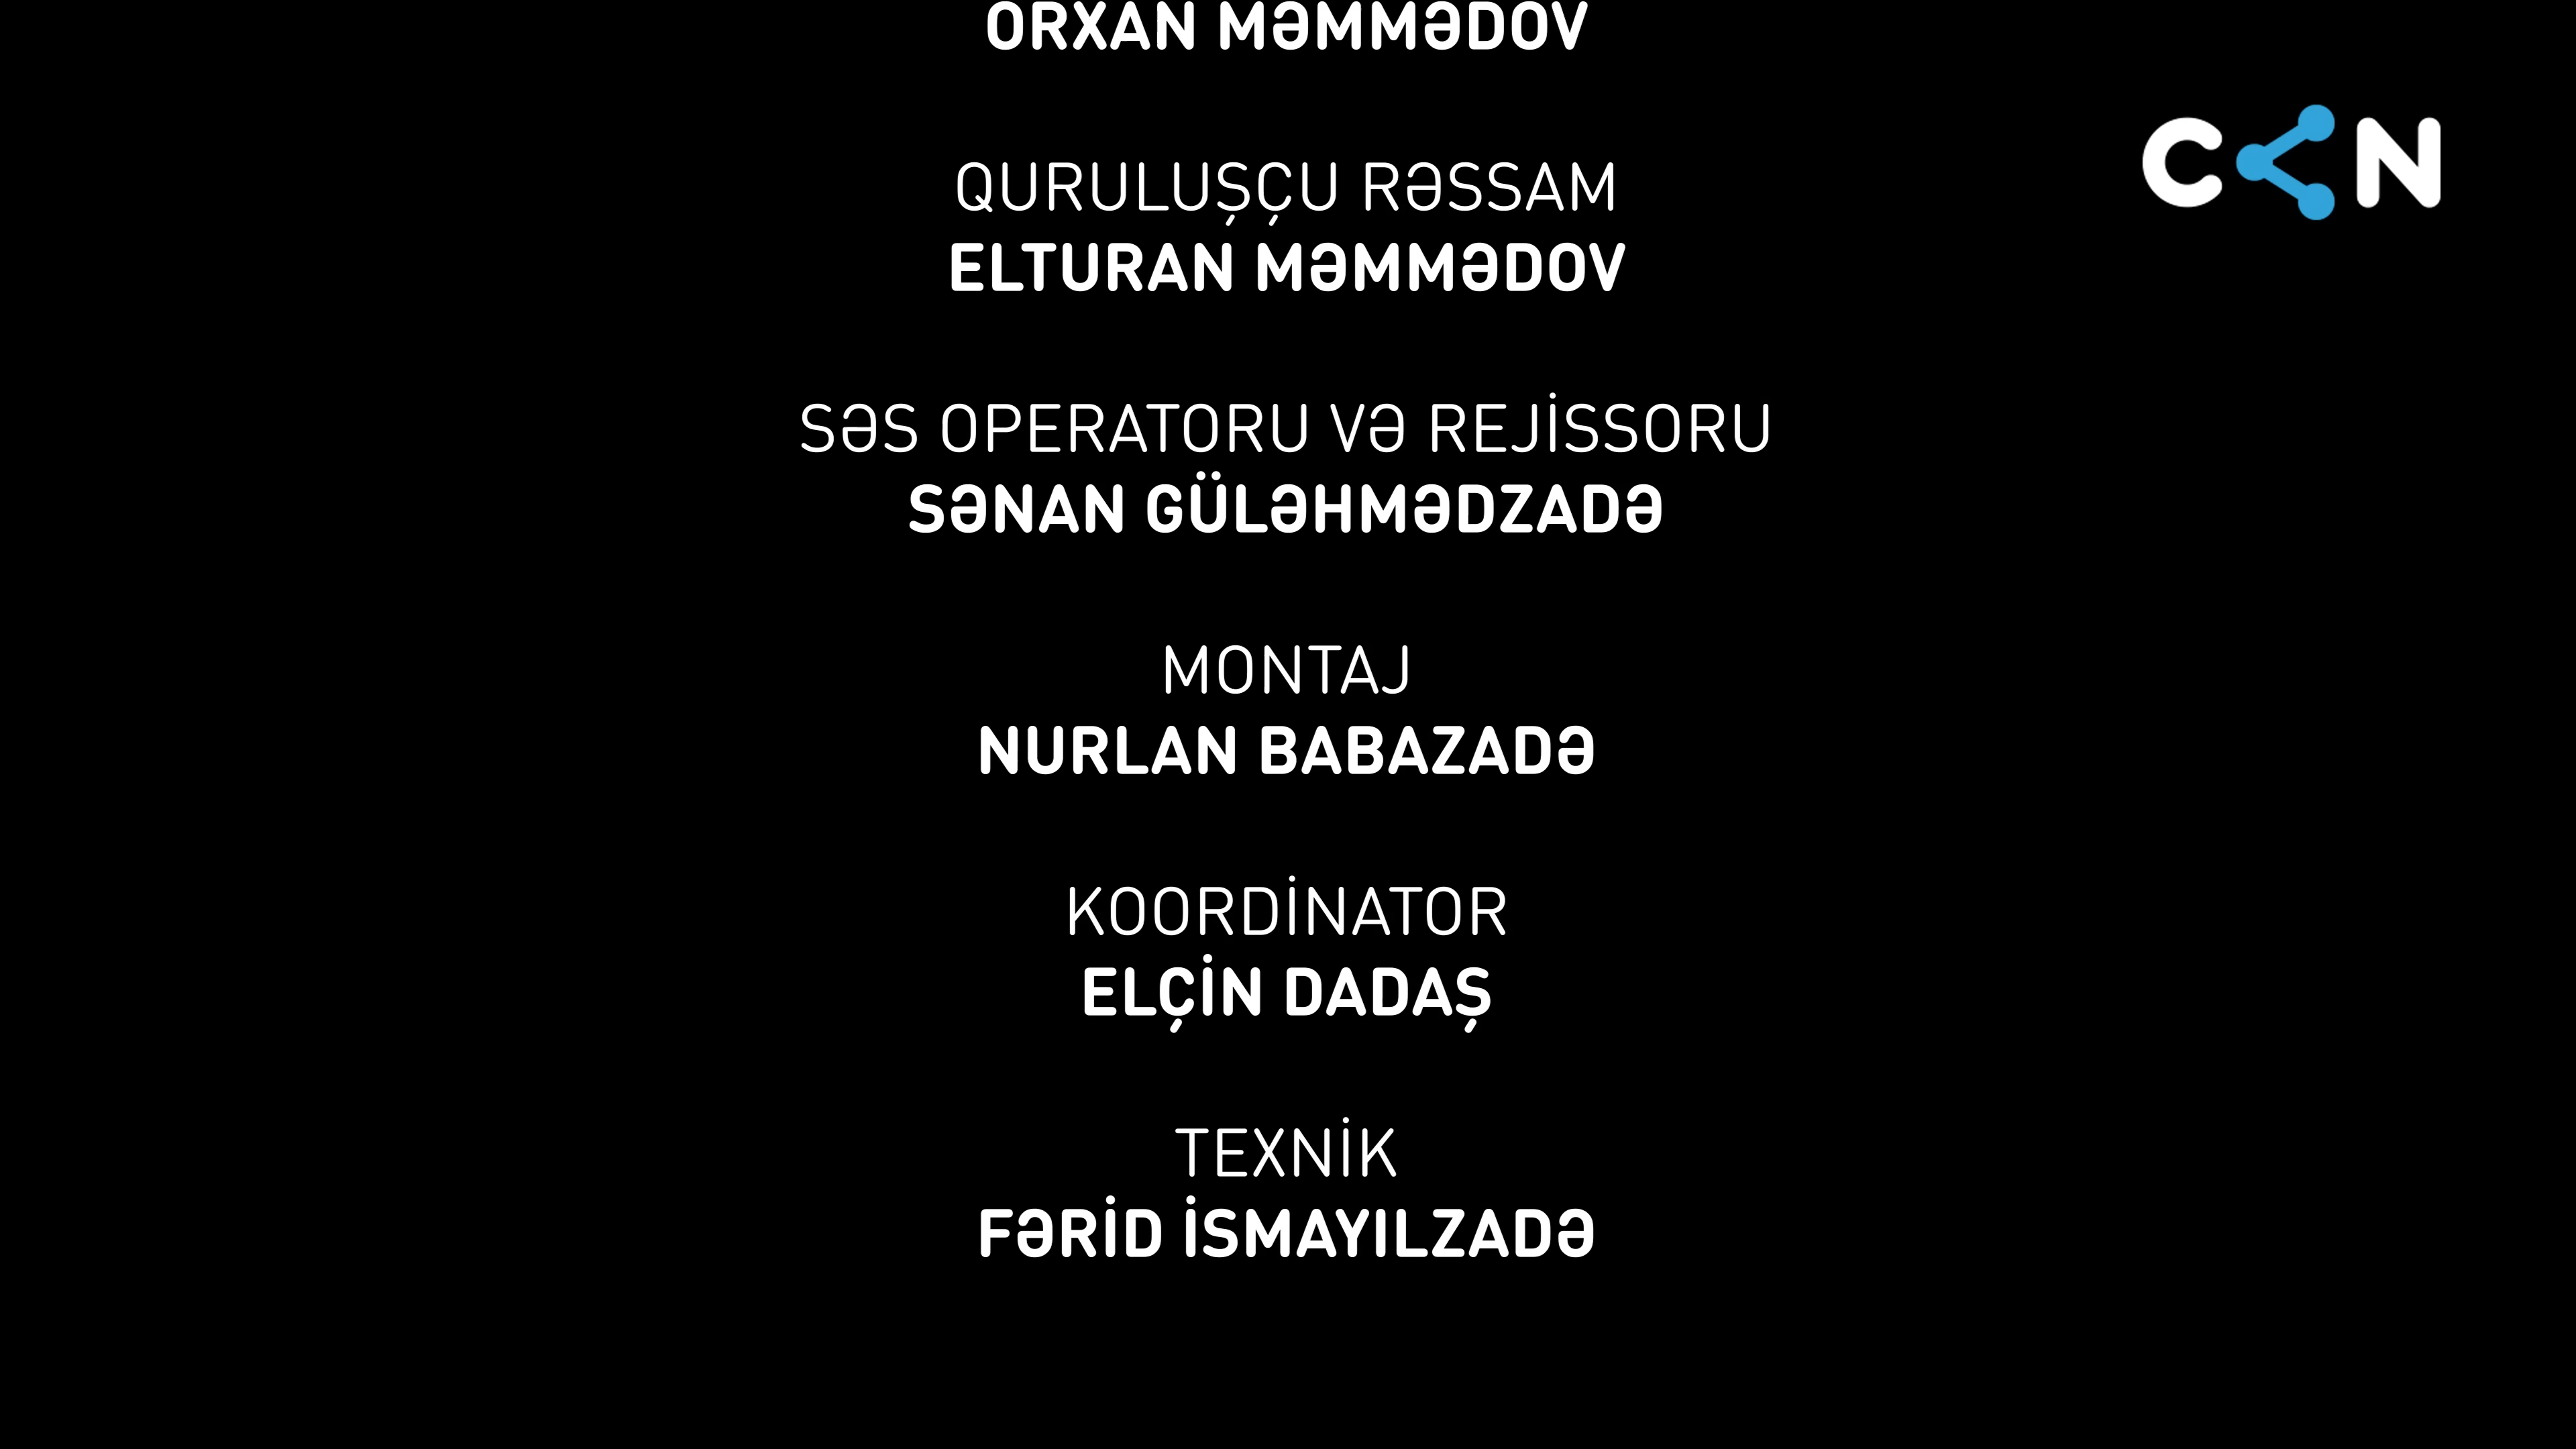 ORXAN MƏMMƏDOV
QURULUŞÇU RƏSSAM
ELTURAN MƏMMƏDOV
SƏS OPERATORU VƏ REJİSSORU
SƏNAN GÜLƏHMƏDZADƏ
MONTAJ
NURLAN BABAZADƏ
KOORDİNATOR
ELÇİN DADAŞ
TEXNİK
FƏRİD İSMAYILZADƏ
C<N